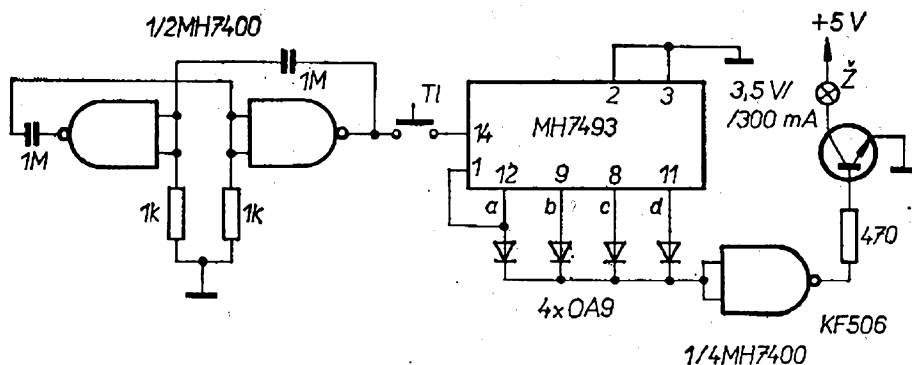 1/2MH7400
1M
1M
1k
1k
Tl
2 3
14 MH7493
1
12 9 8 11
a b c d
4×OA9
1/4MH7400
+5 V
Ž
3,5 V/
/300 mA
470
KF506